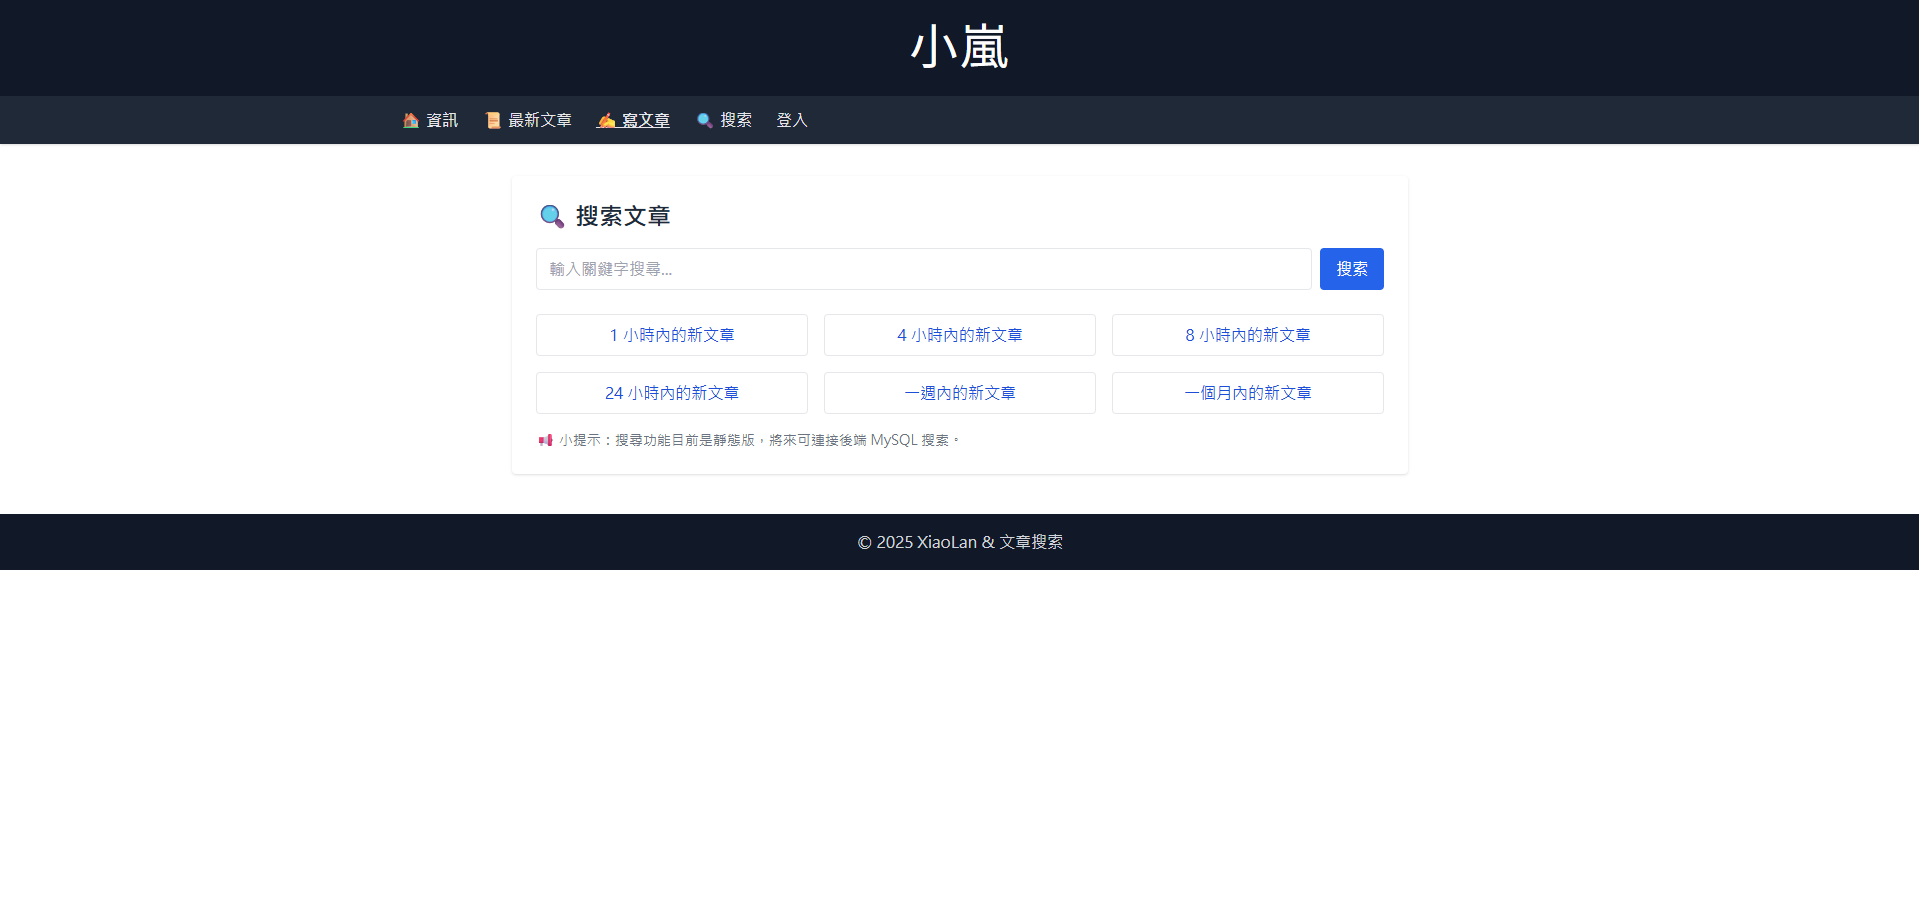 小嵐
🏠 資訊 📜 最新文章 ✍️ 寫文章 🔍 搜索 登入
🔍 搜索文章
輸入關鍵字搜尋... 搜索
1 小時內的新文章 4 小時內的新文章 8 小時內的新文章
24 小時內的新文章 一週內的新文章 一個月內的新文章
📢 小提示：搜尋功能目前是靜態版，將來可連接後端 MySQL 搜索。
© 2025 XiaoLan & 文章搜索